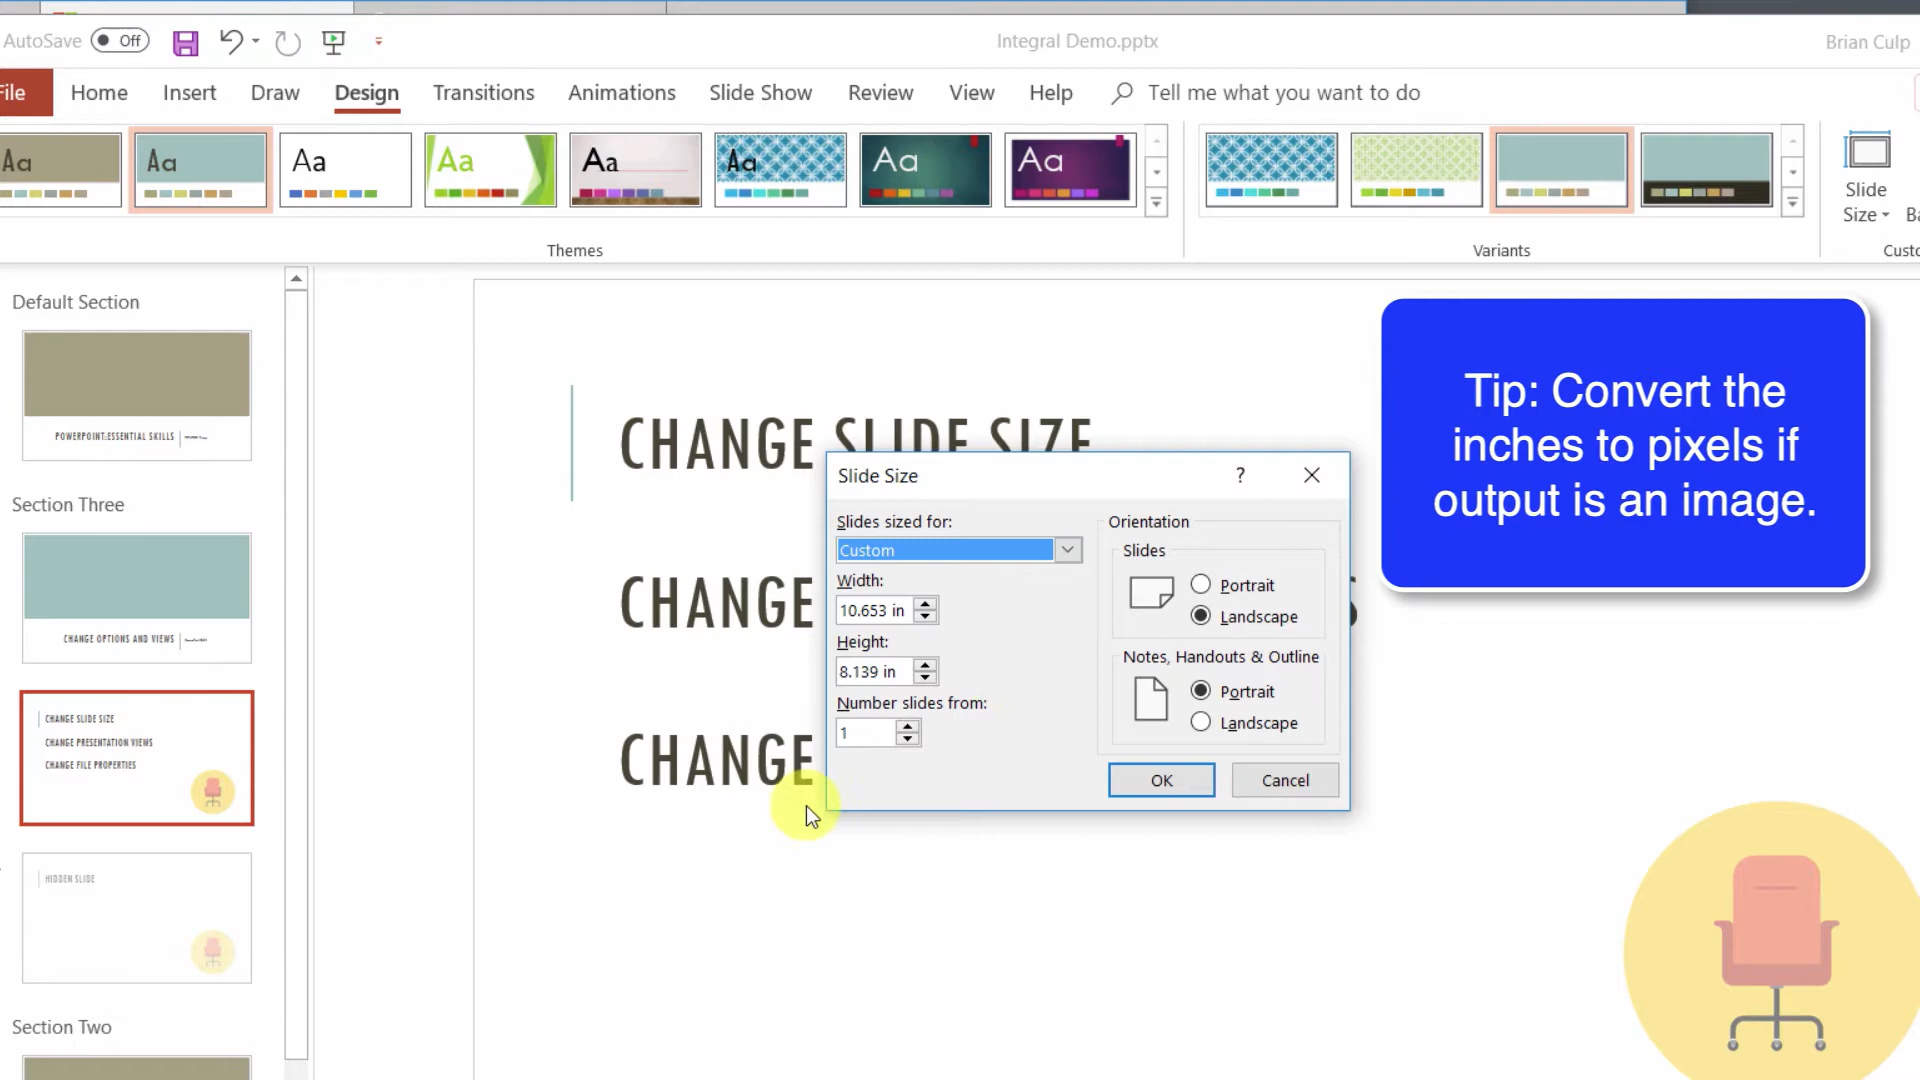 AutoSave Off
Integral Demo.pptx
Brian Culp
File Home Insert Draw Design Transitions Animations Slide Show Review View Help Tell me what you want to do
Aa Aa Aa Aa Aa Aa Aa Aa
Slide
Size
Themes
Variants
Default Section
POWERPOINT:ESSENTIAL SKILLS
Section Three
CHANGE OPTIONS AND VIEWS
CHANGE SLIDE SIZE
CHANGE PRESENTATION VIEWS
CHANGE FILE PROPERTIES
HIDDEN SLIDE
Section Two
CHANGE SLIDE SIZE
CHANGE
CHANGE
Slide Size ?
Slides sized for:
Custom
Width:
10.653 in
Height:
8.139 in
Number slides from:
1
Orientation
Slides
Portrait
Landscape
Notes, Handouts & Outline
Portrait
Landscape
OK Cancel
Tip: Convert the
inches to pixels if
output is an image.